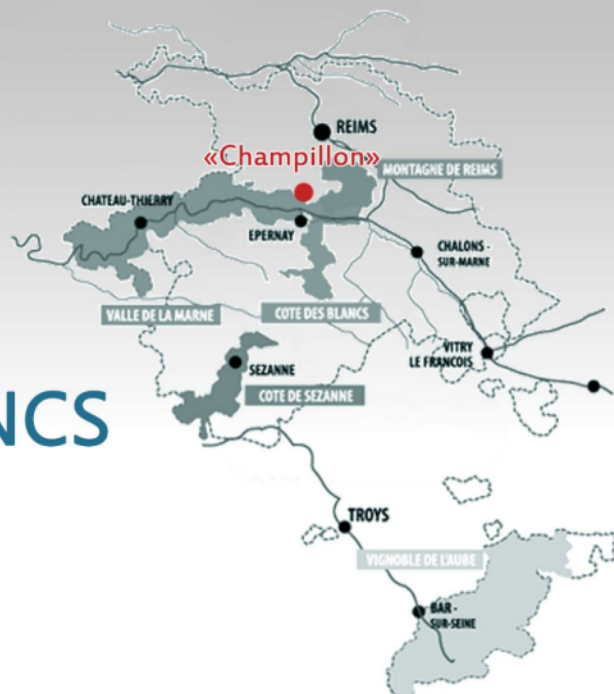 REIMS
«Champillon»
MONTAGNE DE REIMS
CHATEAU-THIERRY
EPERNAY
CHALONS -
SUR-MARNE
VALLE DE LA MARNE
COTE DES BLANCS
VITRY
LE FRANCOIS
SEZANNE
COTE DE SEZANNE
NCS
TROYS
VIGNOBLE DE L'AUBE
BAR -
SUR-SEINE